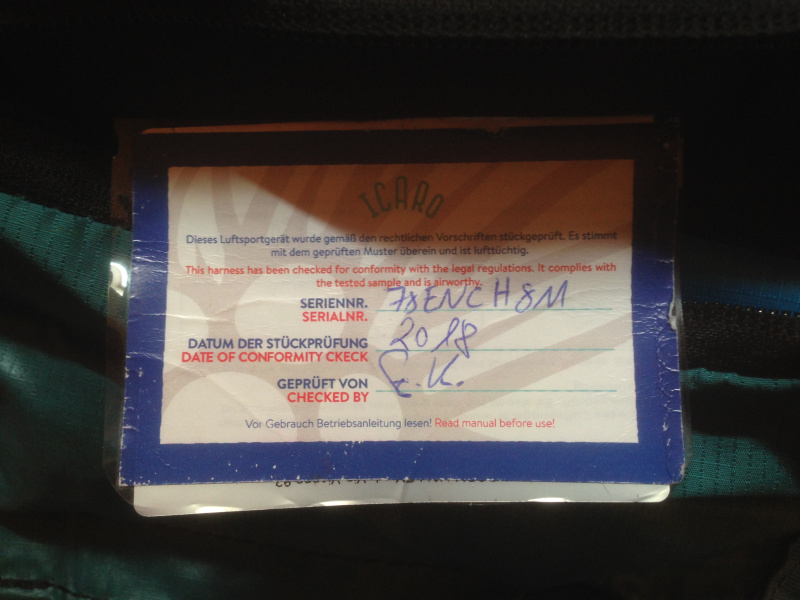 ICARO
Dieses Luftsportgerät wurde gemäß den rechtlichen Vorschriften stückgeprüft. Es stimmt
mit dem geprüften Muster überein und ist lufttüchtig.
This harness has been checked for conformity with the legal regulations. It complies with
the tested sample and is airworthy.
SERIENNR.
SERIALNR.
DATUM DER STÜCKPRÜFUNG 2018
DATE OF CONFORMITY CKECK
GEPRÜFT VON E.K.
CHECKED BY
Vor Gebrauch Betriebsanleitung lesen! Read manual before use!